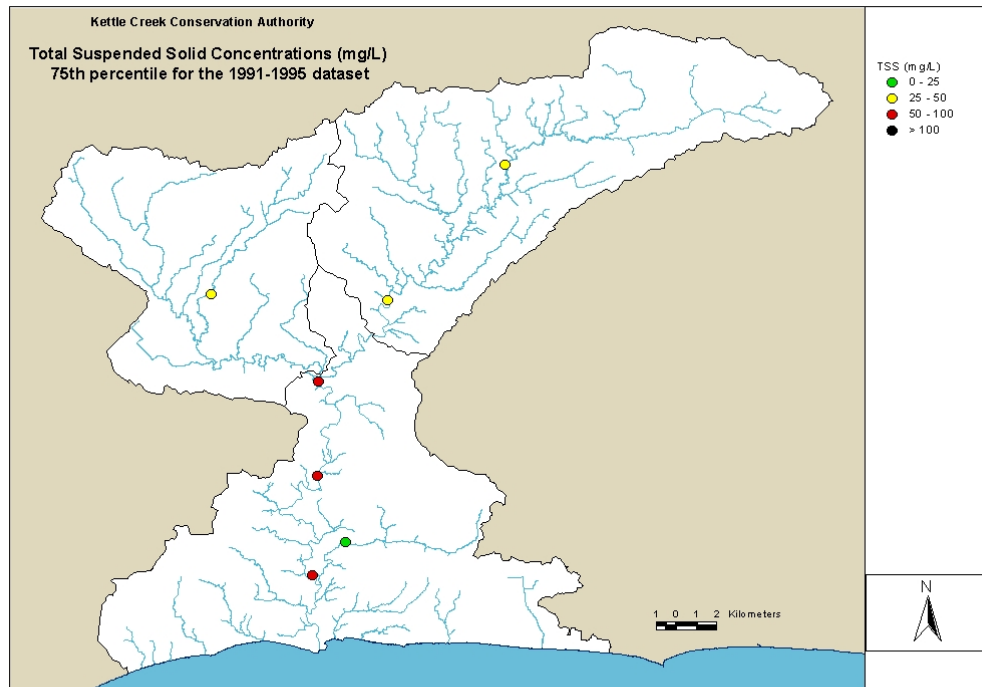 Kettle Creek Conservation Authority
Total Suspended Solid Concentrations (mg/L)
75th percentile for the 1991-1995 dataset
TSS (mg/L)
0 - 25
25 - 50
50 - 100
> 100
1 0 1 2 Kilometers
N